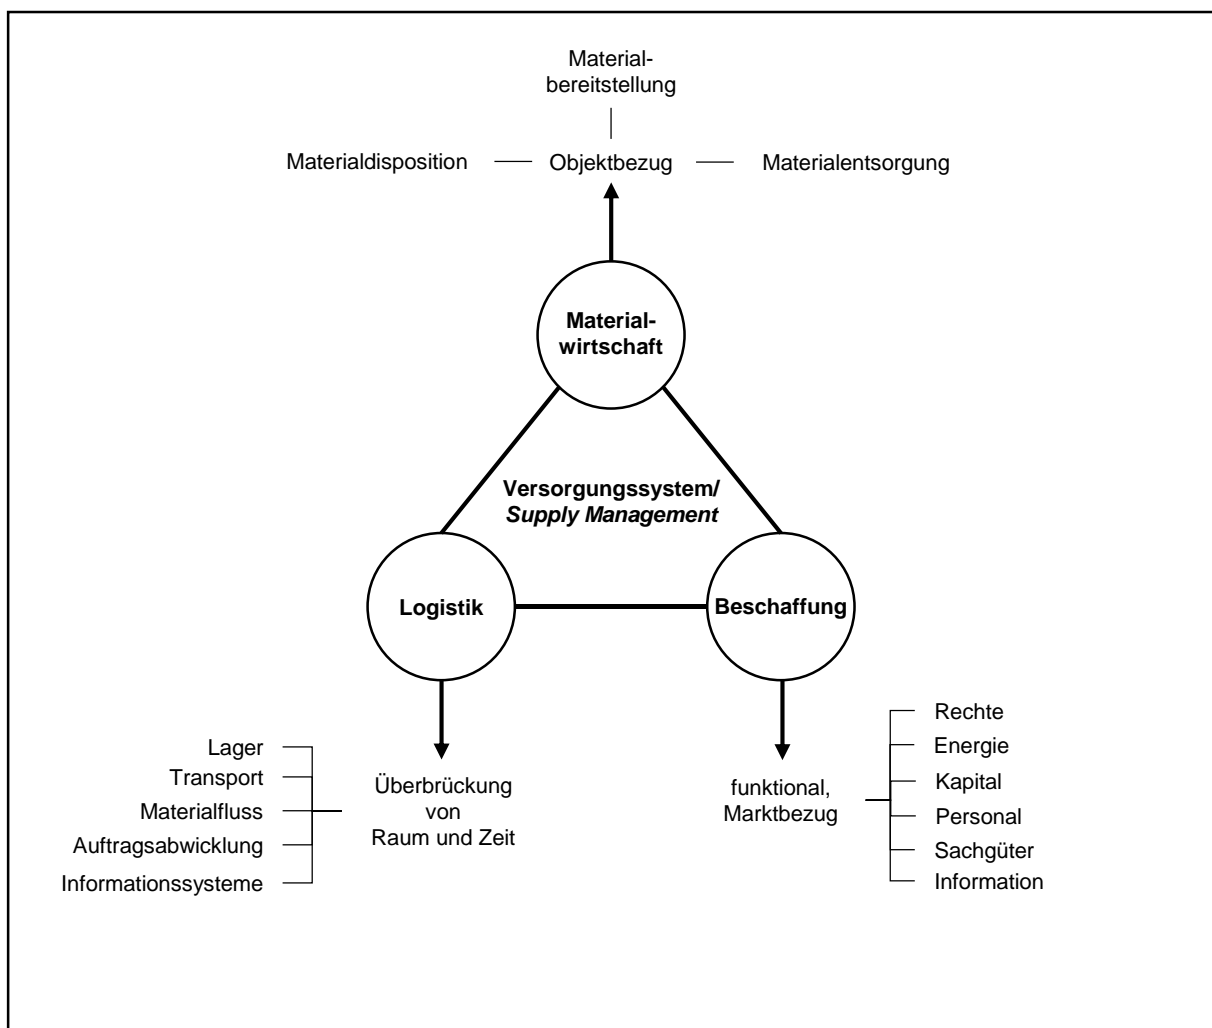 Material-
bereitstellung
Materialdisposition
Objektbezug
Materialentsorgung
Material-
wirtschaft
Versorgungssystem/
Supply Management
Logistik
Beschaffung
Lager
Transport
Materialfluss
Auftragsabwicklung
Informationssysteme
Überbrückung
von
Raum und Zeit
funktional,
Marktbezug
Rechte
Energie
Kapital
Personal
Sachgüter
Information